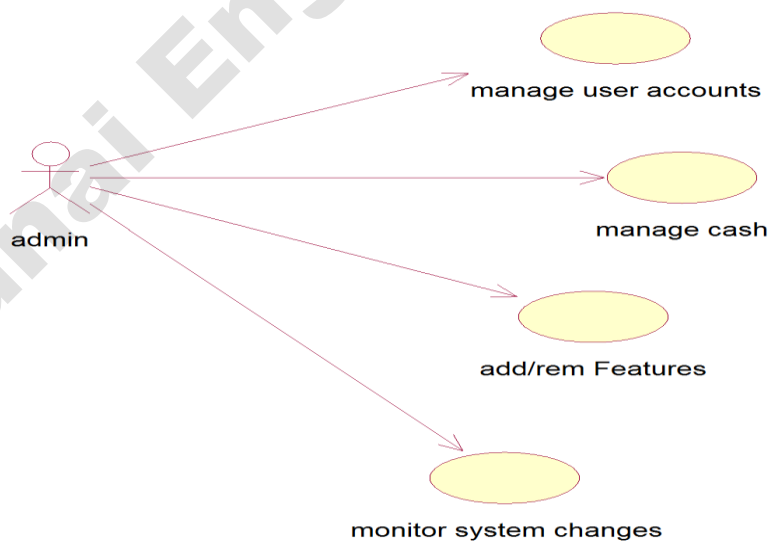 manage user accounts
manage cash
admin
add/rem Features
monitor system changes